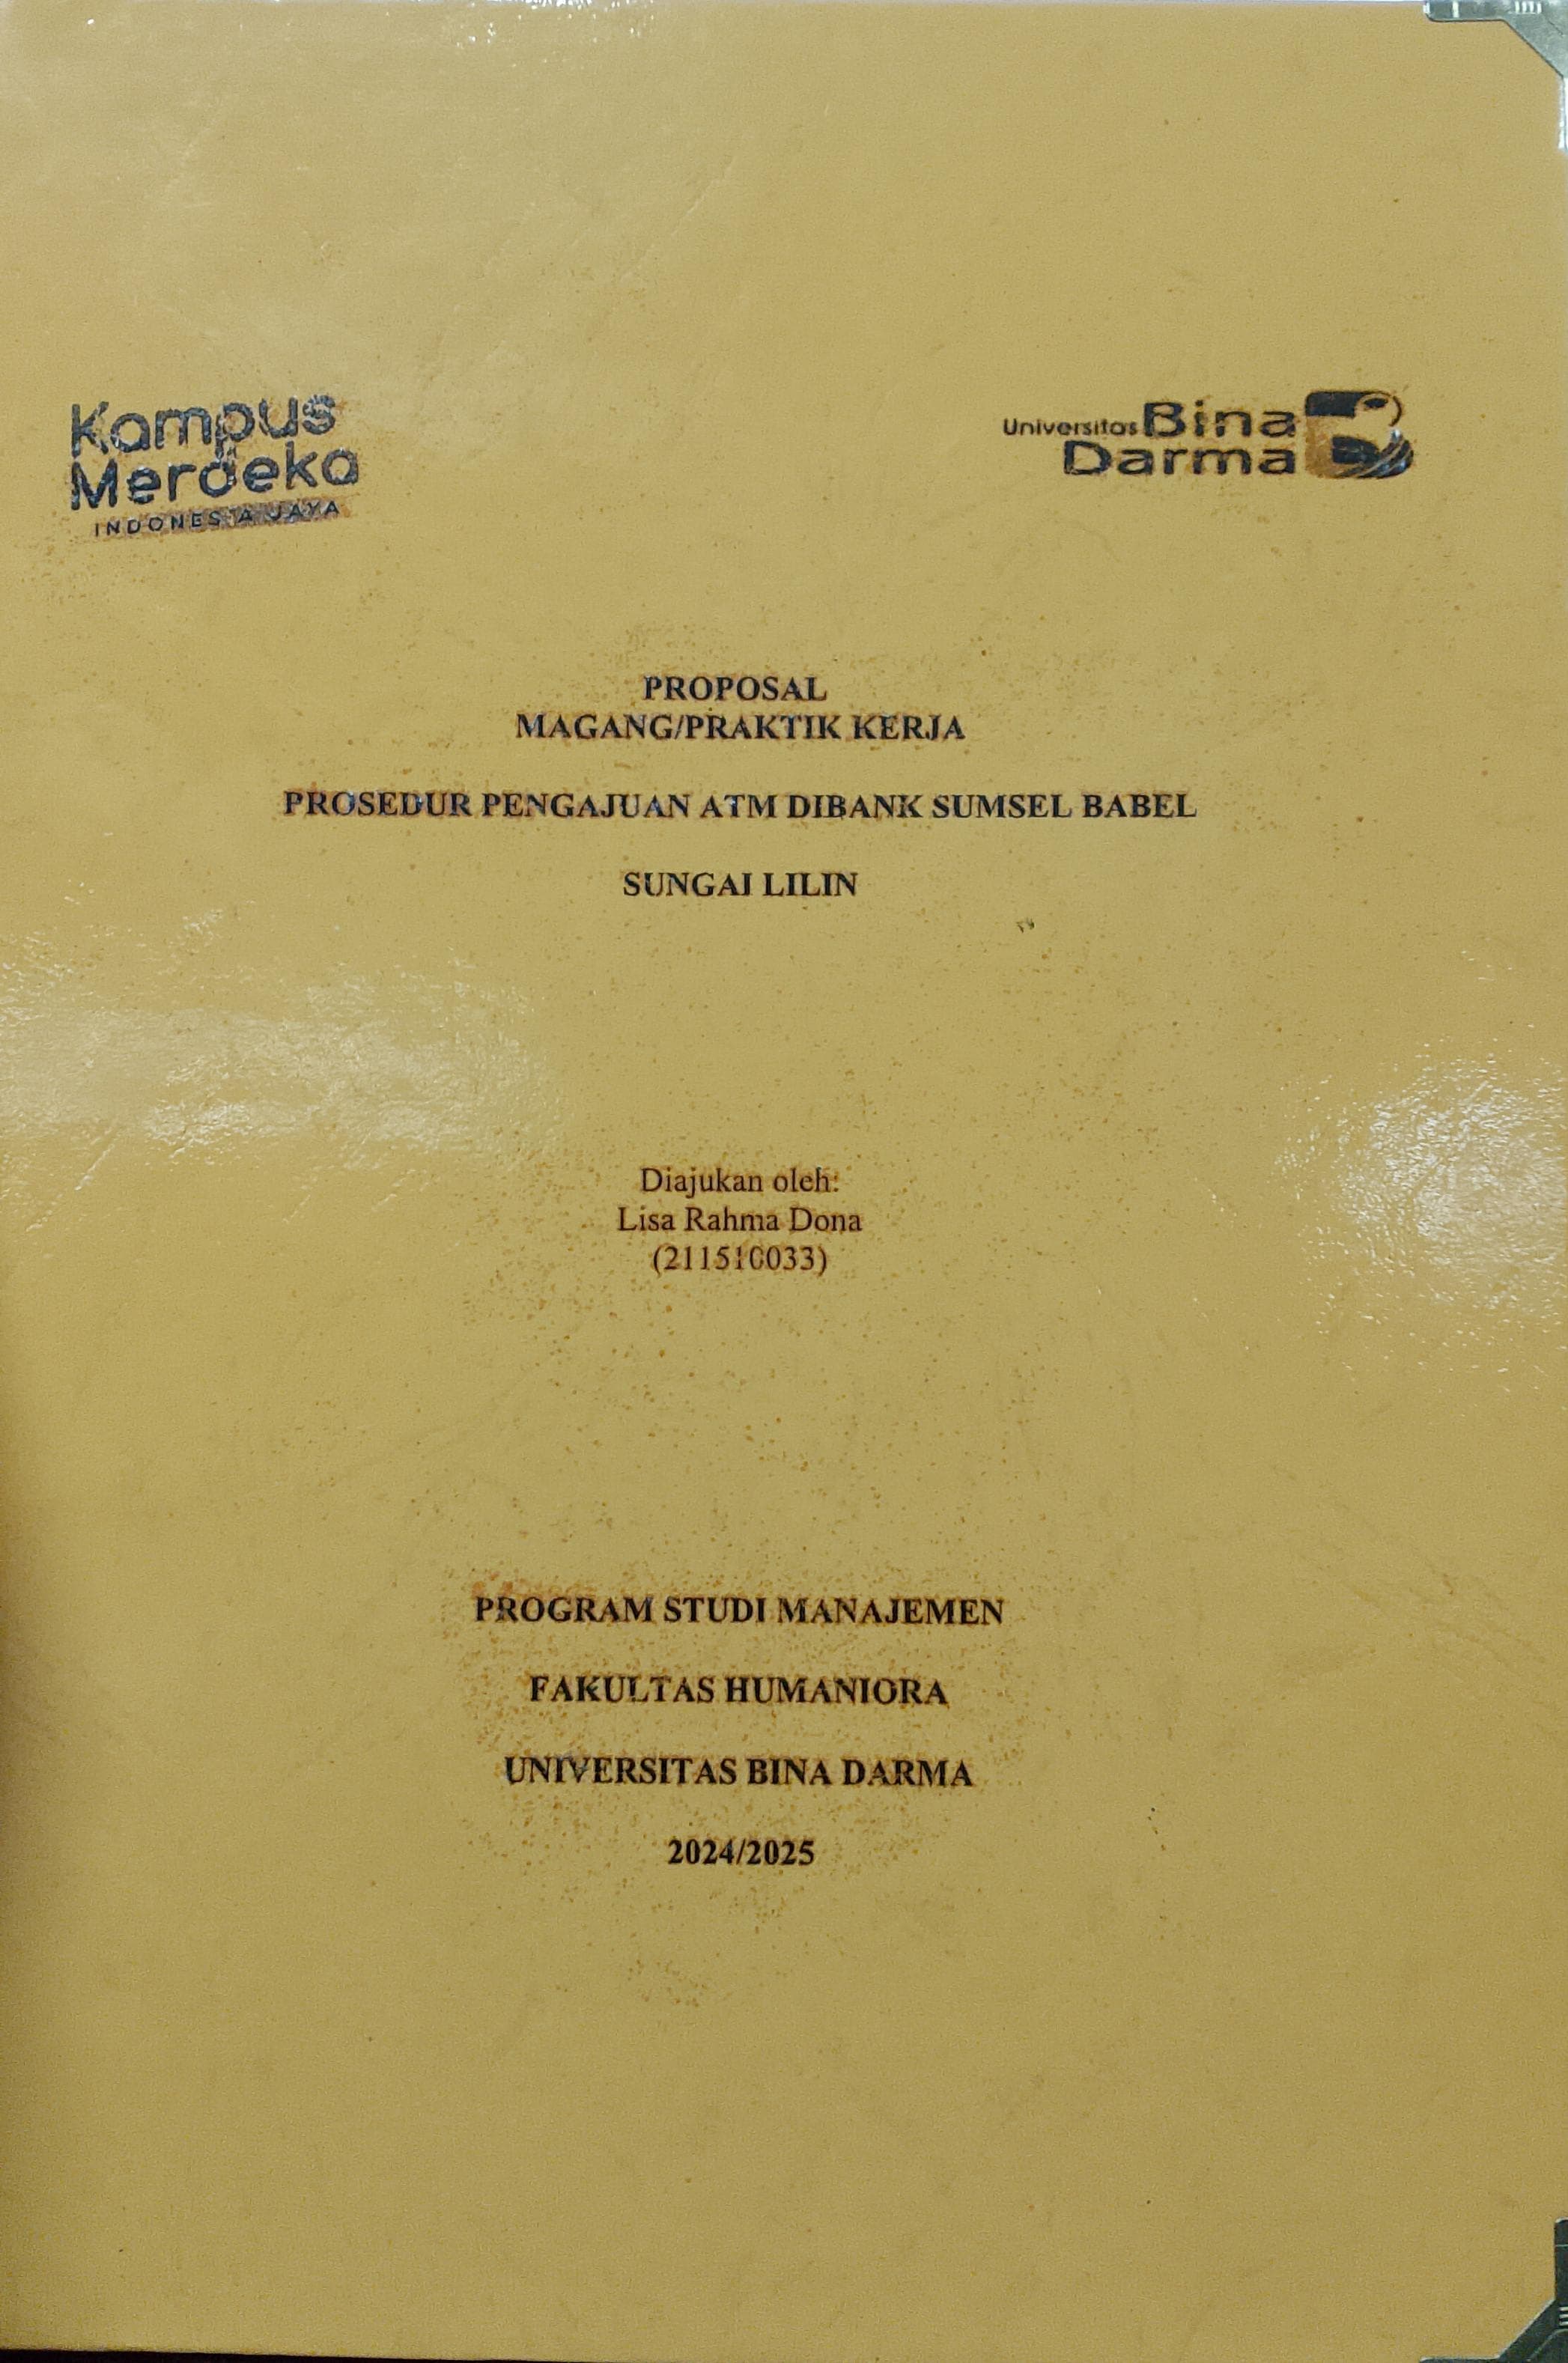 Kampus
Merdeka
INDONESIA JAYA
Universitas Bina
Darma
PROPOSAL
MAGANG/PRAKTIK KERJA
PROSEDUR PENGAJUAN ATM DIBANK SUMSEL BABEL
SUNGAI LILIN
Diajukan oleh:
Lisa Rahma Dona
(211510033)
PROGRAM STUDI MANAJEMEN
FAKULTAS HUMANIORA
UNIVERSITAS BINA DARMA
2024/2025